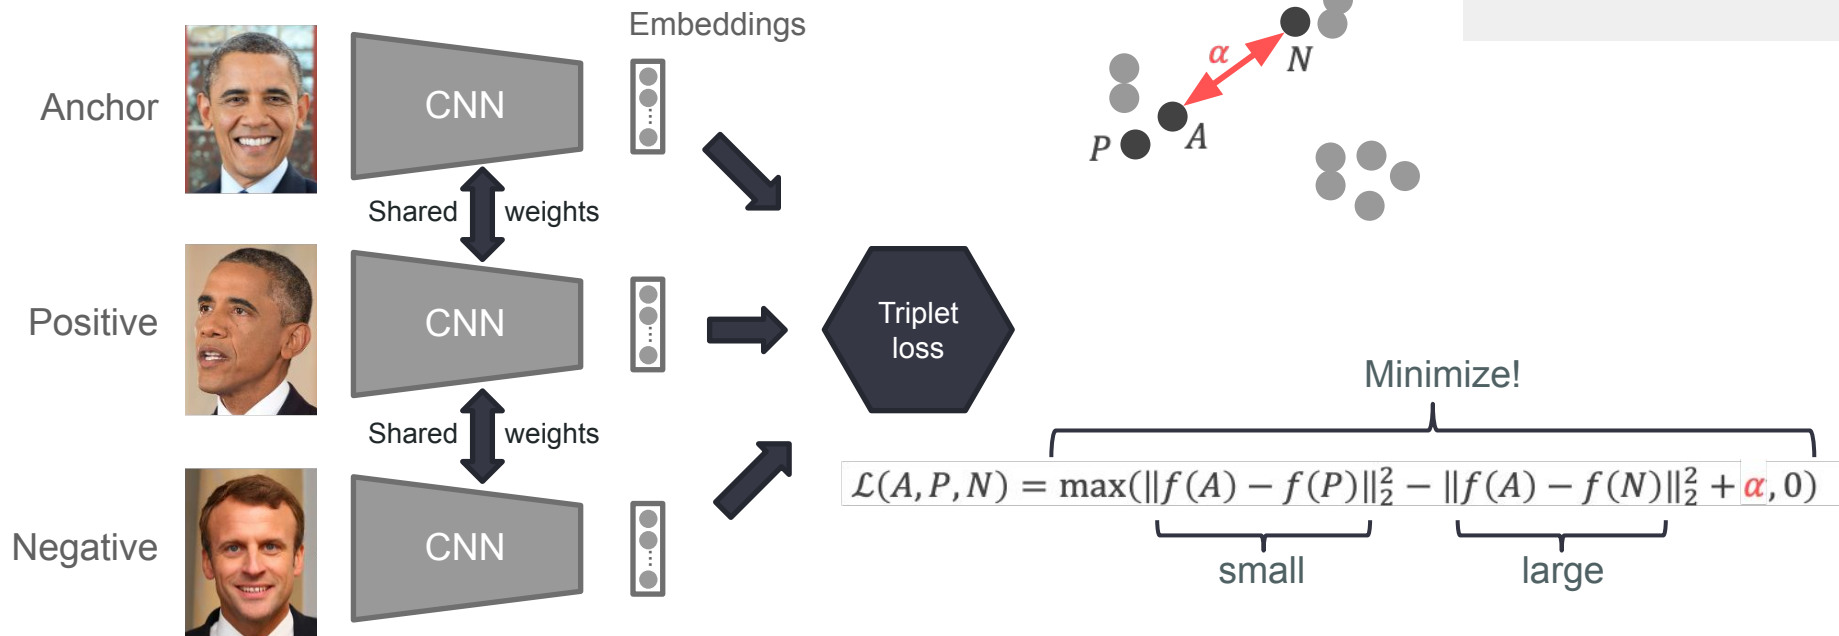 Embeddings
Anchor
CNN
α
N
P
A
Shared weights
Positive
CNN
Triplet
loss
Shared weights
Minimize!
ℒ(A, P, N) = max(‖f(A) − f(P)‖₂² − ‖f(A) − f(N)‖₂² + α, 0)
small
large
Negative
CNN